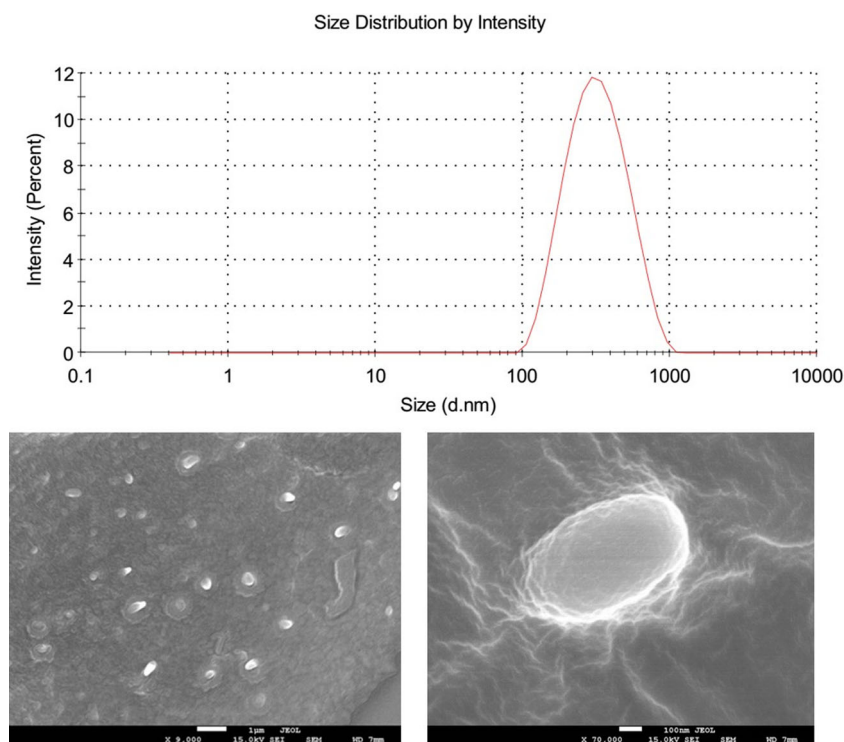 Size Distribution by Intensity
12
10
8
6
4
2
0
Intensity (Percent)
0.1 1 10 100 1000 10000
Size (d.nm)
1µm JEOL
X 9,000 15.0kV SEI SEM WD 7mm
100nm JEOL
X 70,000 15.0kV SEI SEM WD 7mm